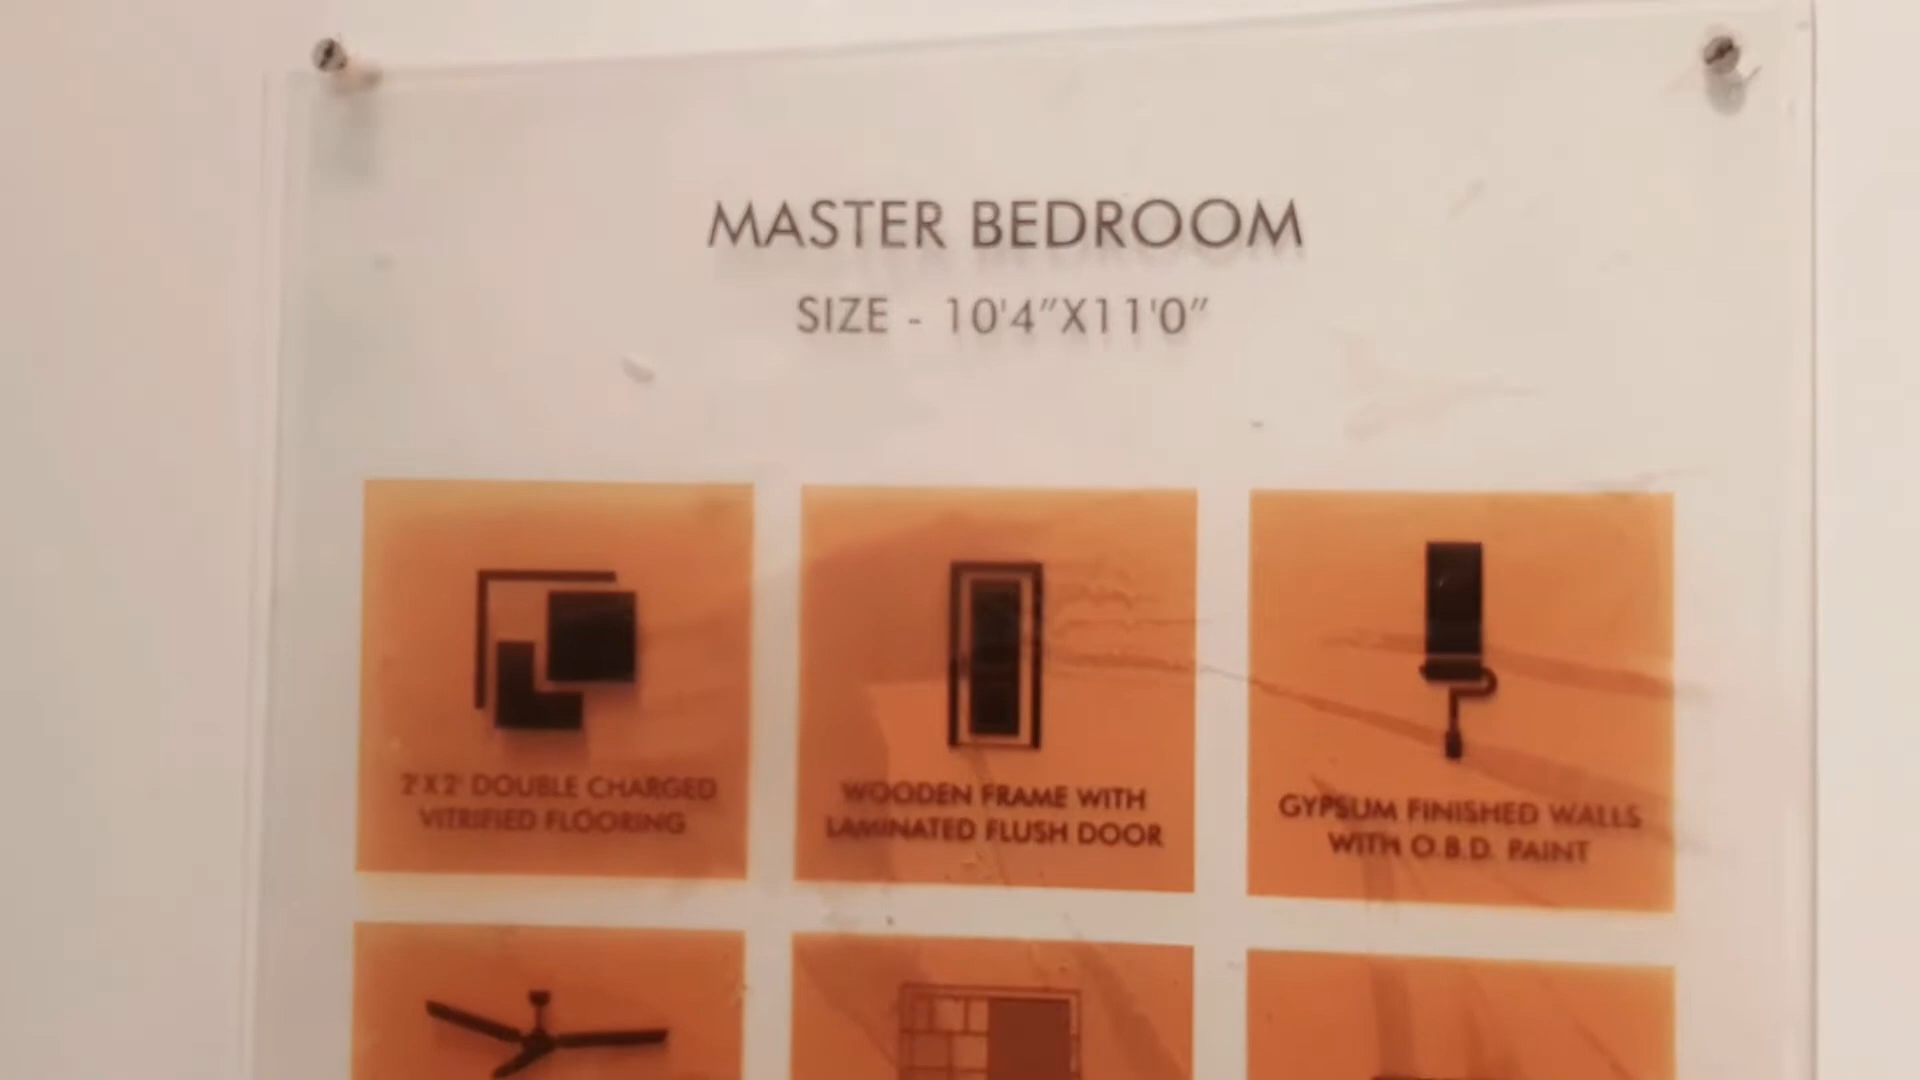 MASTER BEDROOM
SIZE - 10'4"X11'0"
2'X2' DOUBLE CHARGED
VITRIFIED FLOORING
WOODEN FRAME WITH
LAMINATED FLUSH DOOR
GYPSUM FINISHED WALLS
WITH O.B.D. PAINT